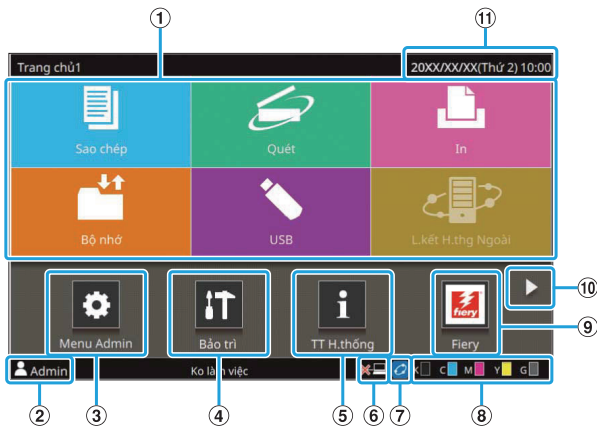 ① ⑪
Trang chủ1 20XX/XX/XX(Thứ 2) 10:00
Sao chép Quét In
Bộ nhớ USB L.kết H.thg Ngoài
⑩
fiery
⑨
Menu Admin Bảo trì TT H.thống Fiery
Admin Ko làm việc K C M Y G
② ③ ④ ⑤ ⑥ ⑦ ⑧